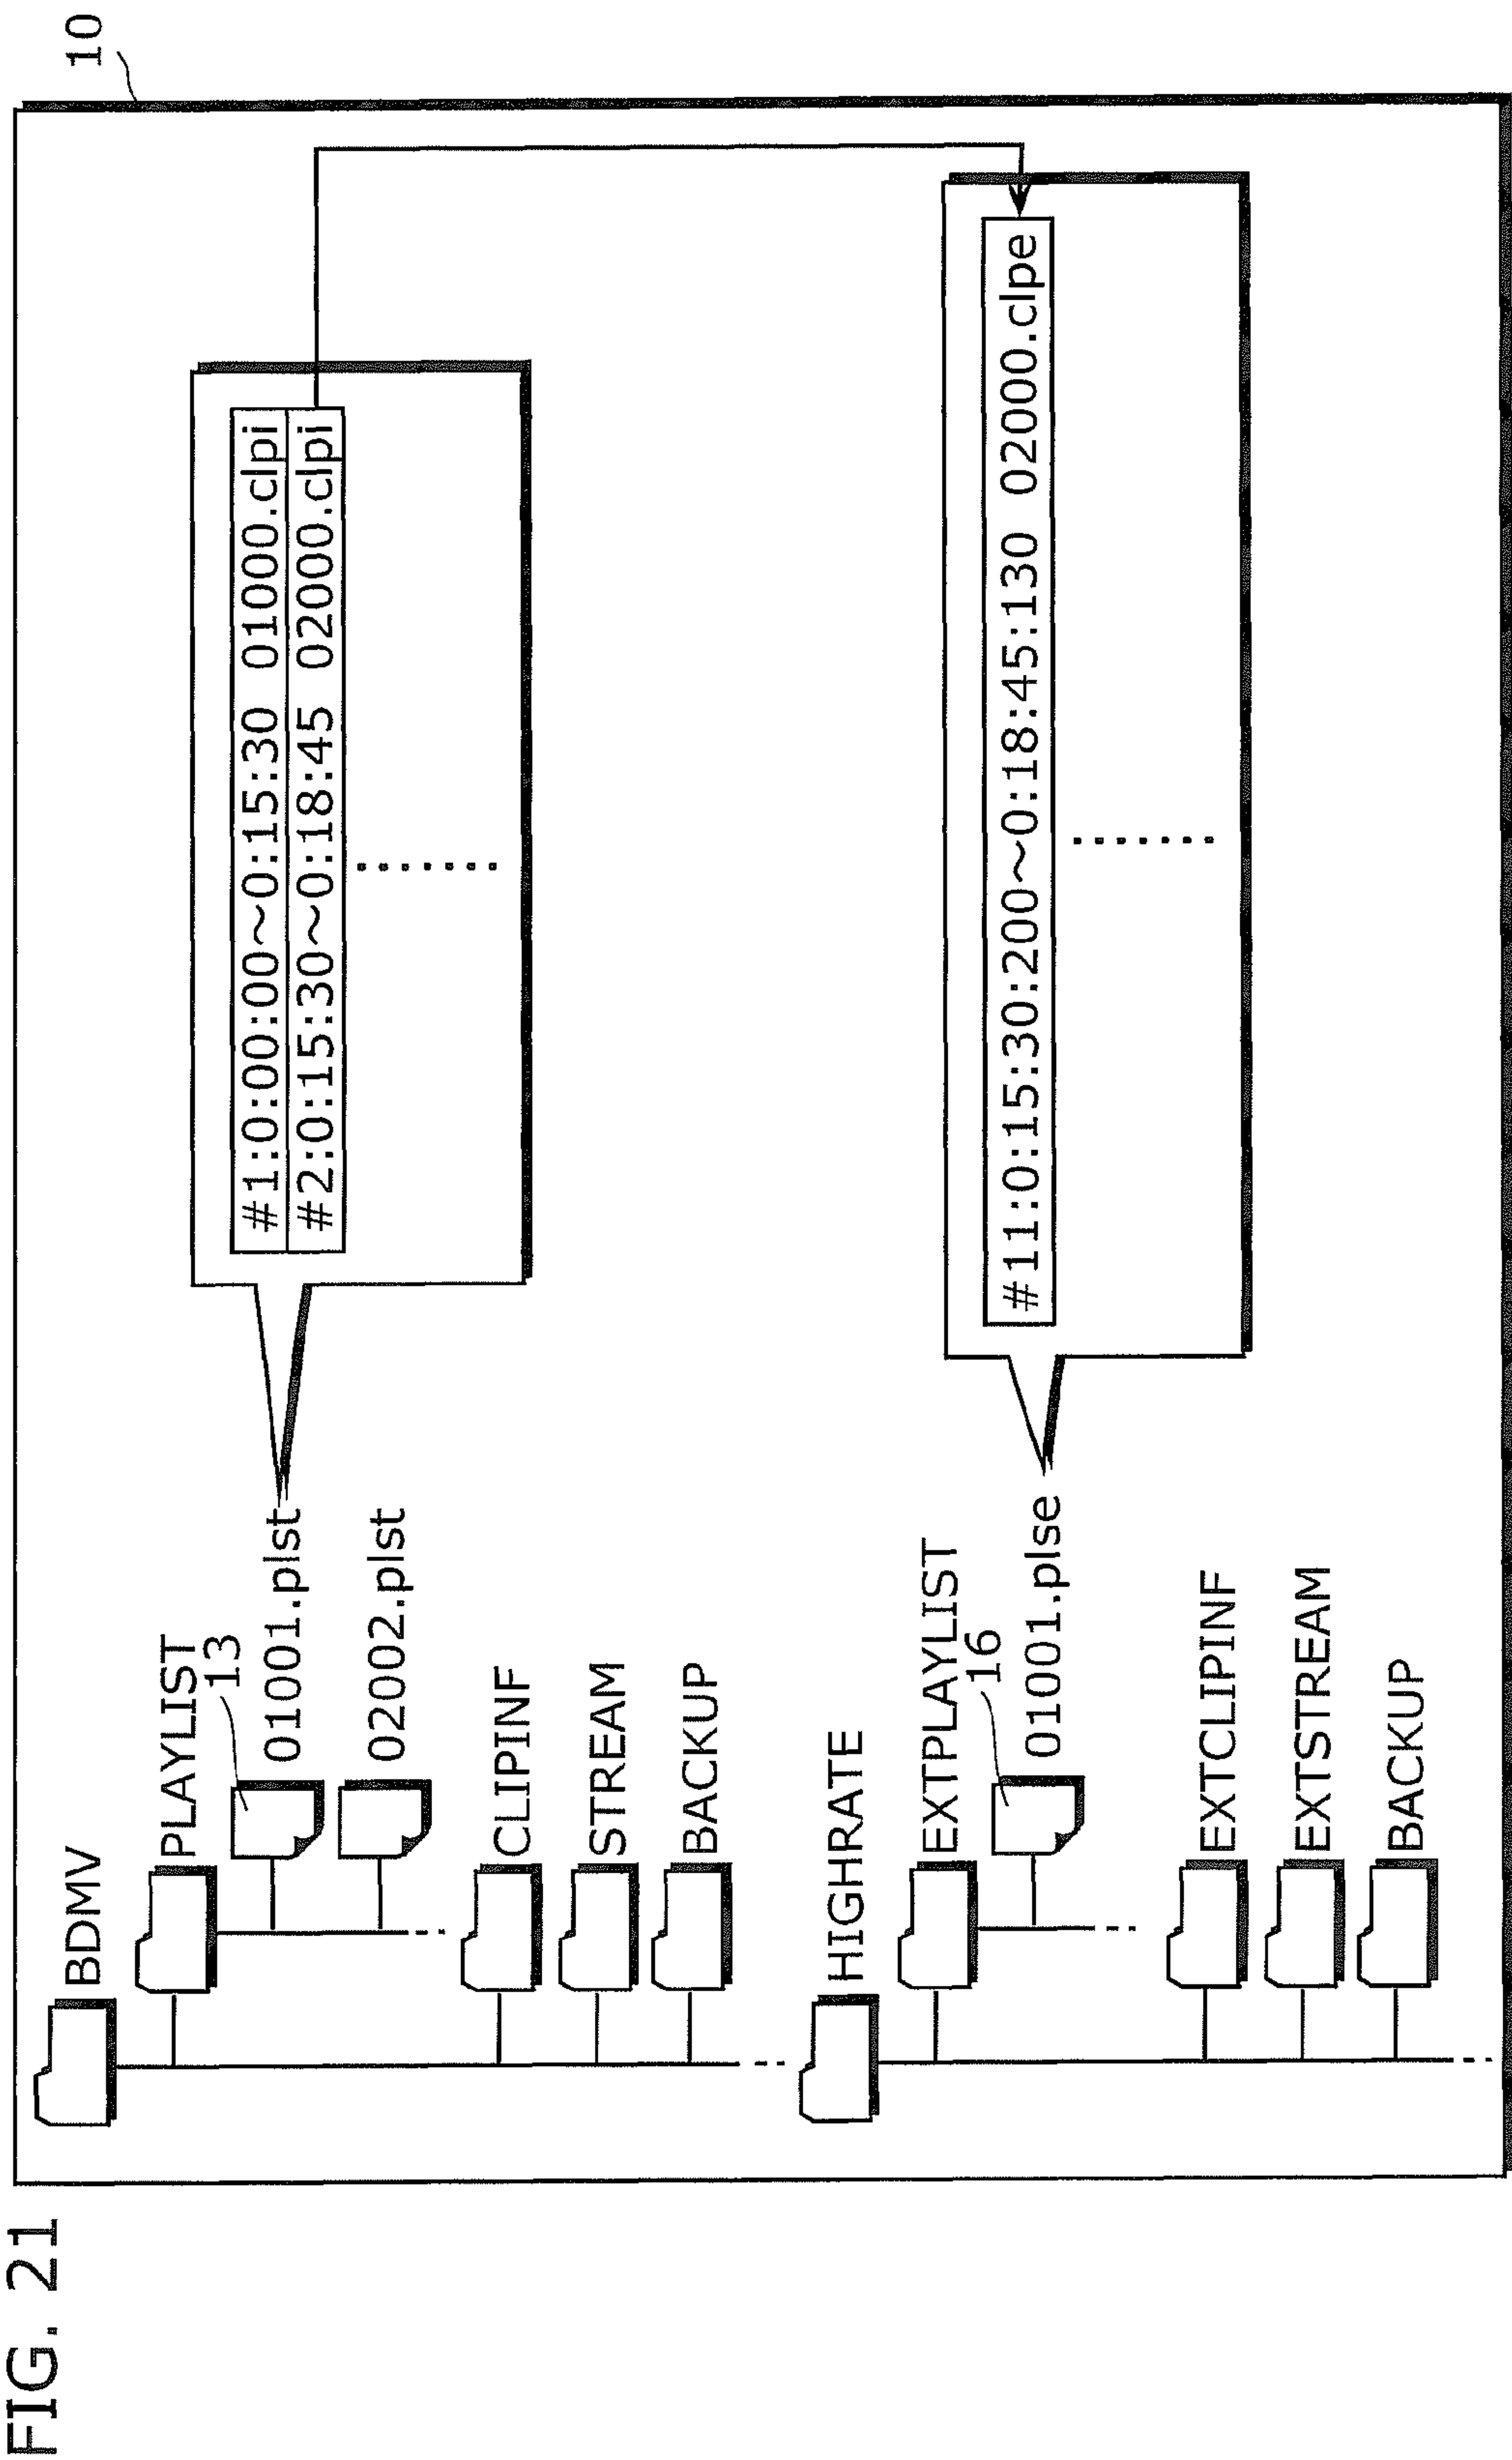 FIG. 21
10
BDMV
PLAYLIST
13
01001.plst
02002.plst
#1:0:00:00~0:15:30 01000.clpi
#2:0:15:30~0:18:45 02000.clpi
CLIPINF
STREAM
BACKUP
HIGHRATE
EXTPLAYLIST
16
01001.plse
#11:0:15:30:200~0:18:45:130 02000.clpe
EXTCLIPINF
EXTSTREAM
BACKUP